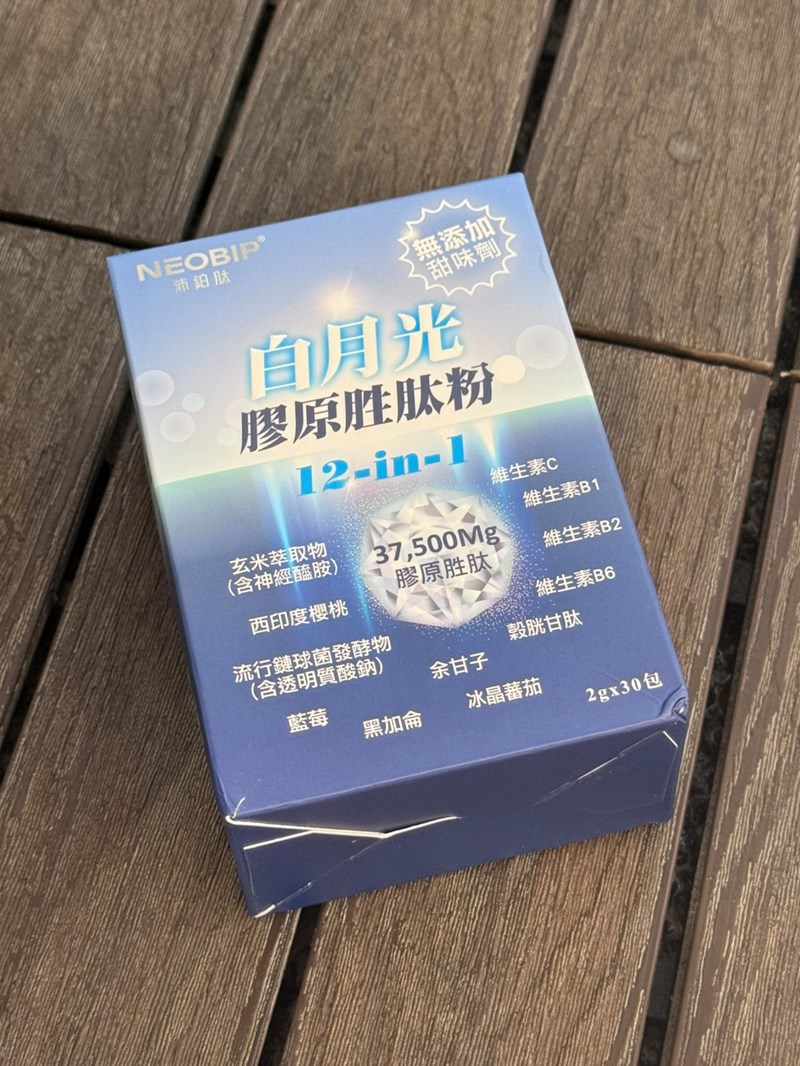 NEOBIP®
沛鉑肽
無添加
甜味劑
白月光
膠原胜肽粉
12-in-1
37,500Mg
膠原胜肽
維生素C
維生素B1
維生素B2
維生素B6
穀胱甘肽
玄米萃取物
(含神經醯胺)
西印度櫻桃
流行鏈球菌發酵物
(含透明質酸鈉)
余甘子
冰晶蕃茄
藍莓
黑加侖
2gx30包